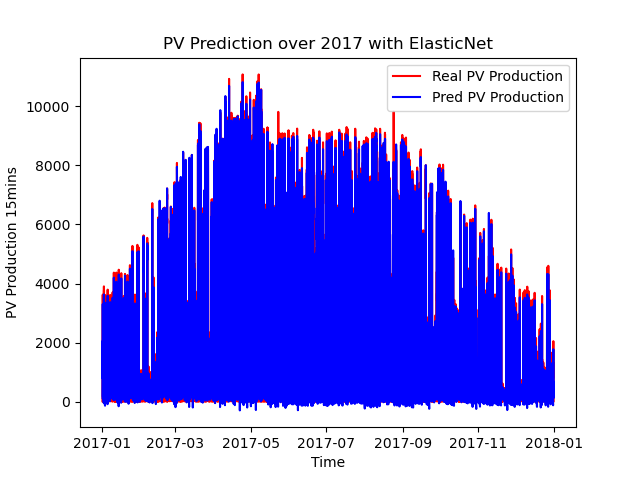 PV Prediction over 2017 with ElasticNet
Real PV Production
Pred PV Production
PV Production 15mins
10000
8000
6000
4000
2000
0
2017-01
2017-03
2017-05
2017-07
2017-09
2017-11
2018-01
Time